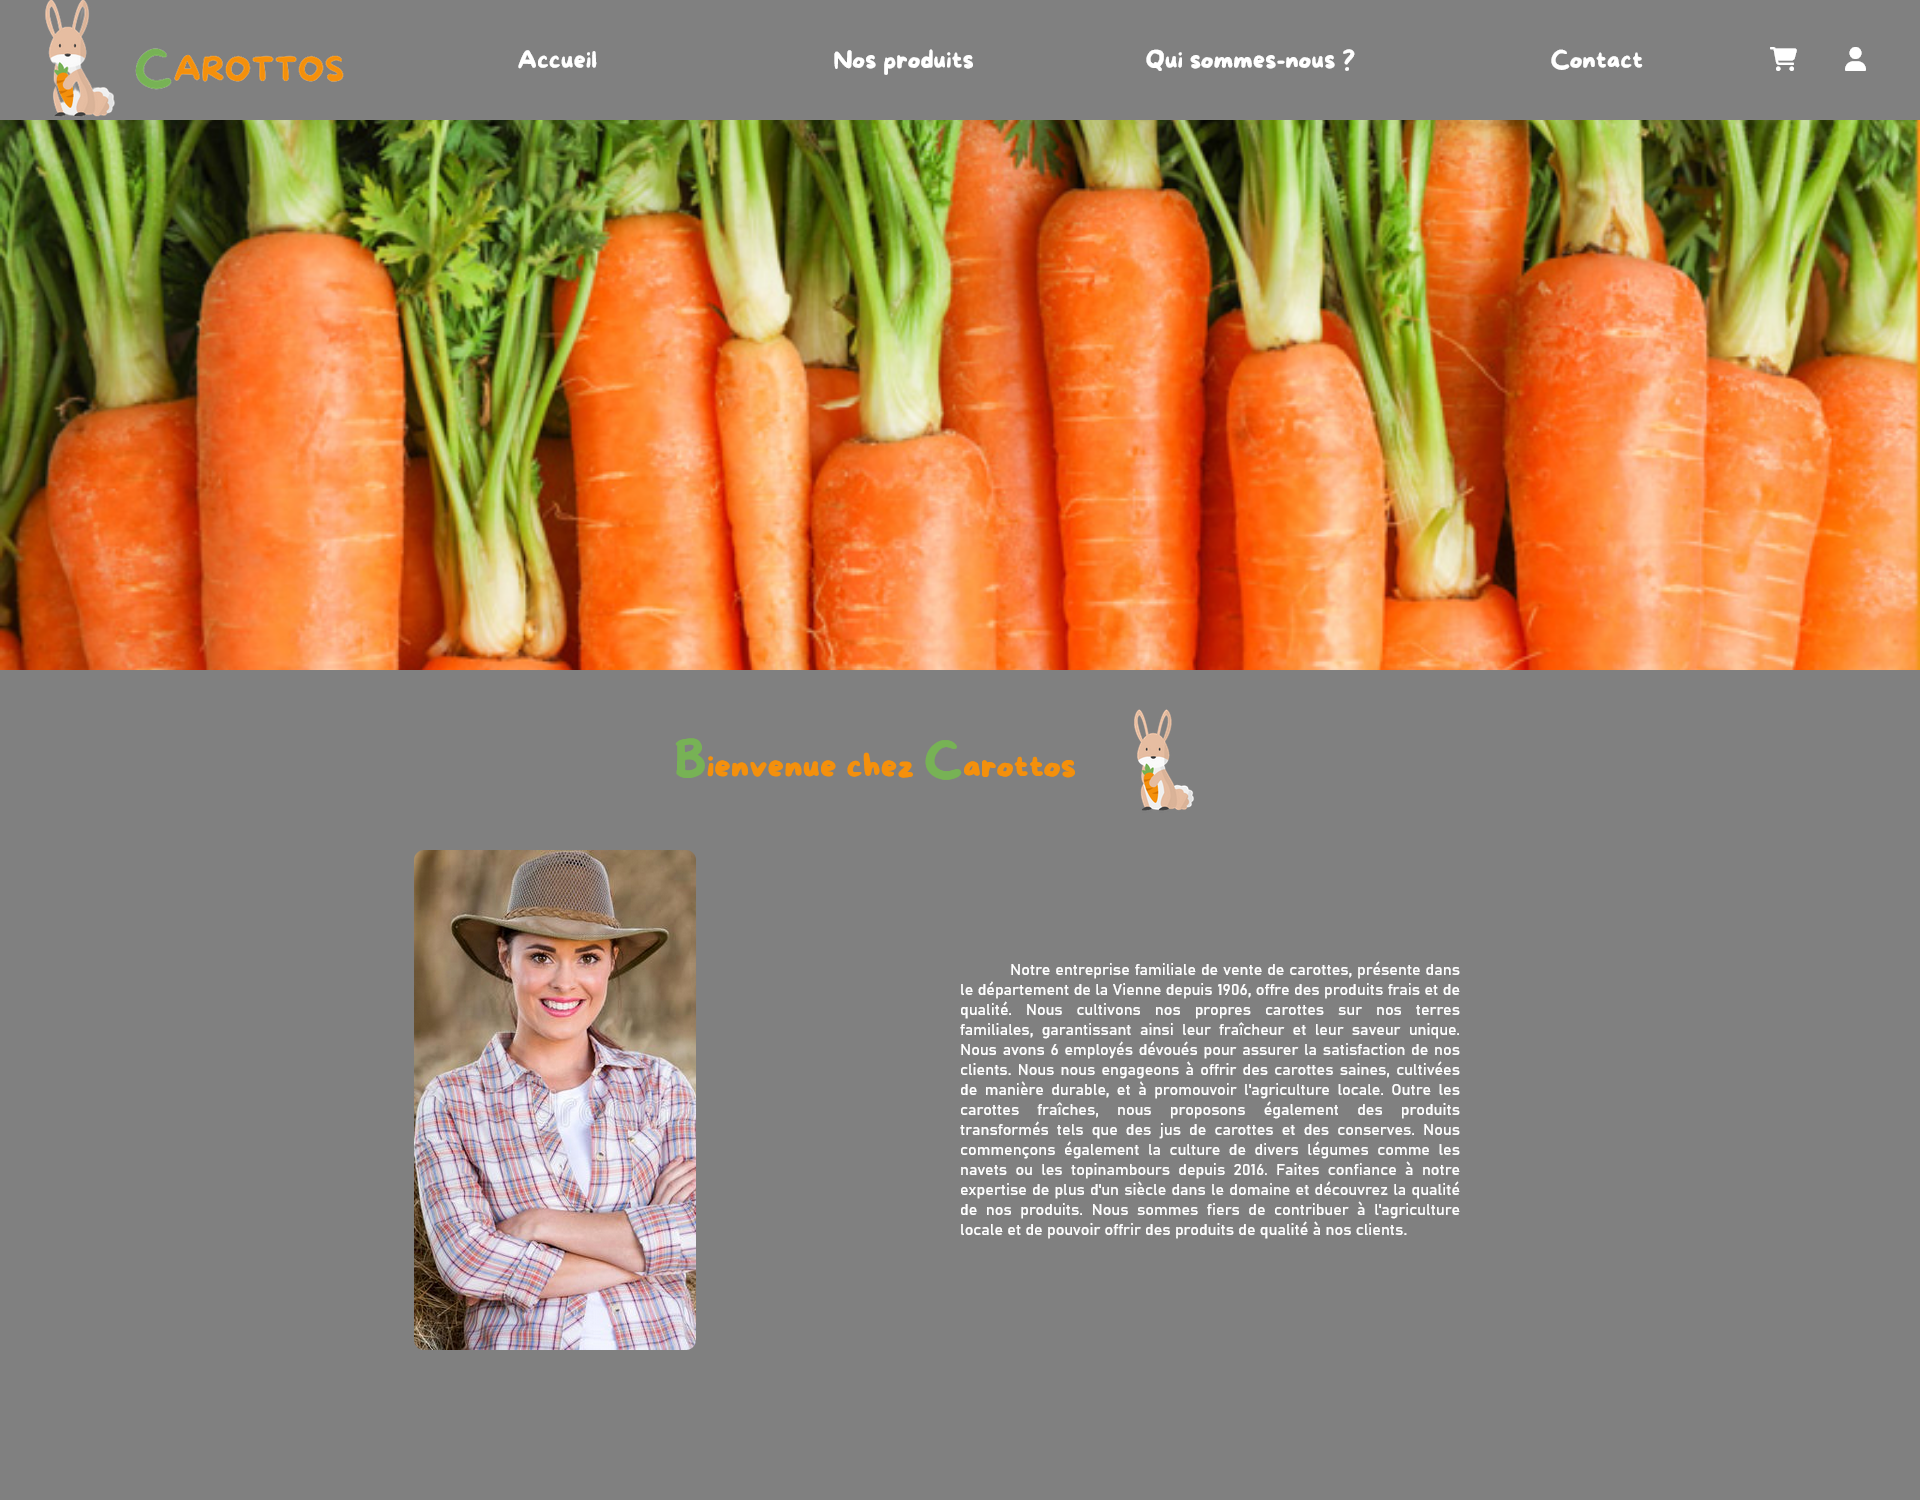 CAROTTOS
Accueil
Nos produits
Qui sommes-nous ?
Contact
Bienvenue chez Carottos
Notre entreprise familiale de vente de carottes, présente dans
le département de la Vienne depuis 1906, offre des produits frais et de
qualité. Nous cultivons nos propres carottes sur nos terres
familiales, garantissant ainsi leur fraîcheur et leur saveur unique.
Nous avons 6 employés dévoués pour assurer la satisfaction de nos
clients. Nous nous engageons à offrir des carottes saines, cultivées
de manière durable, et à promouvoir l'agriculture locale. Outre les
carottes fraîches, nous proposons également des produits
transformés tels que des jus de carottes et des conserves. Nous
commençons également la culture de divers légumes comme les
navets ou les topinambours depuis 2016. Faites confiance à notre
expertise de plus d'un siècle dans le domaine et découvrez la qualité
de nos produits. Nous sommes fiers de contribuer à l'agriculture
locale et de pouvoir offrir des produits de qualité à nos clients.